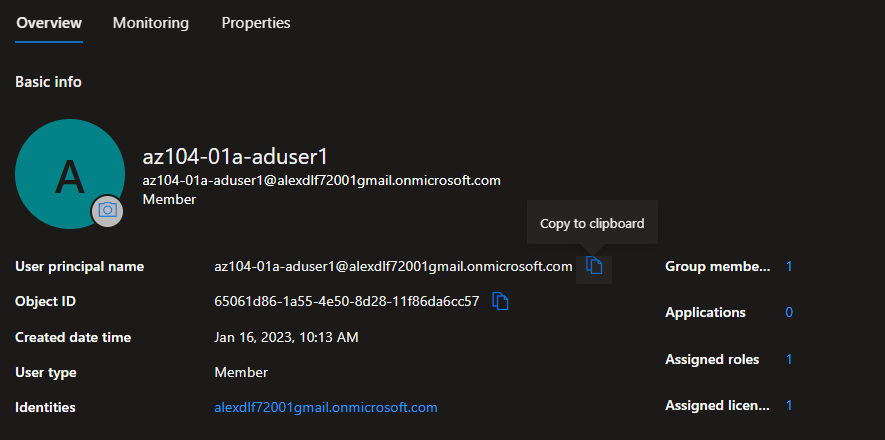 Overview Monitoring Properties
Basic info
A
az104-01a-aduser1
az104-01a-aduser1@alexdlf72001gmail.onmicrosoft.com
Member
Copy to clipboard
User principal name az104-01a-aduser1@alexdlf72001gmail.onmicrosoft.com Group membe... 1
Object ID 65061d86-1a55-4e50-8d28-11f86da6cc57
Applications 0
Created date time Jan 16, 2023, 10:13 AM
Assigned roles 1
User type Member
Identities alexdlf72001gmail.onmicrosoft.com Assigned licen... 1